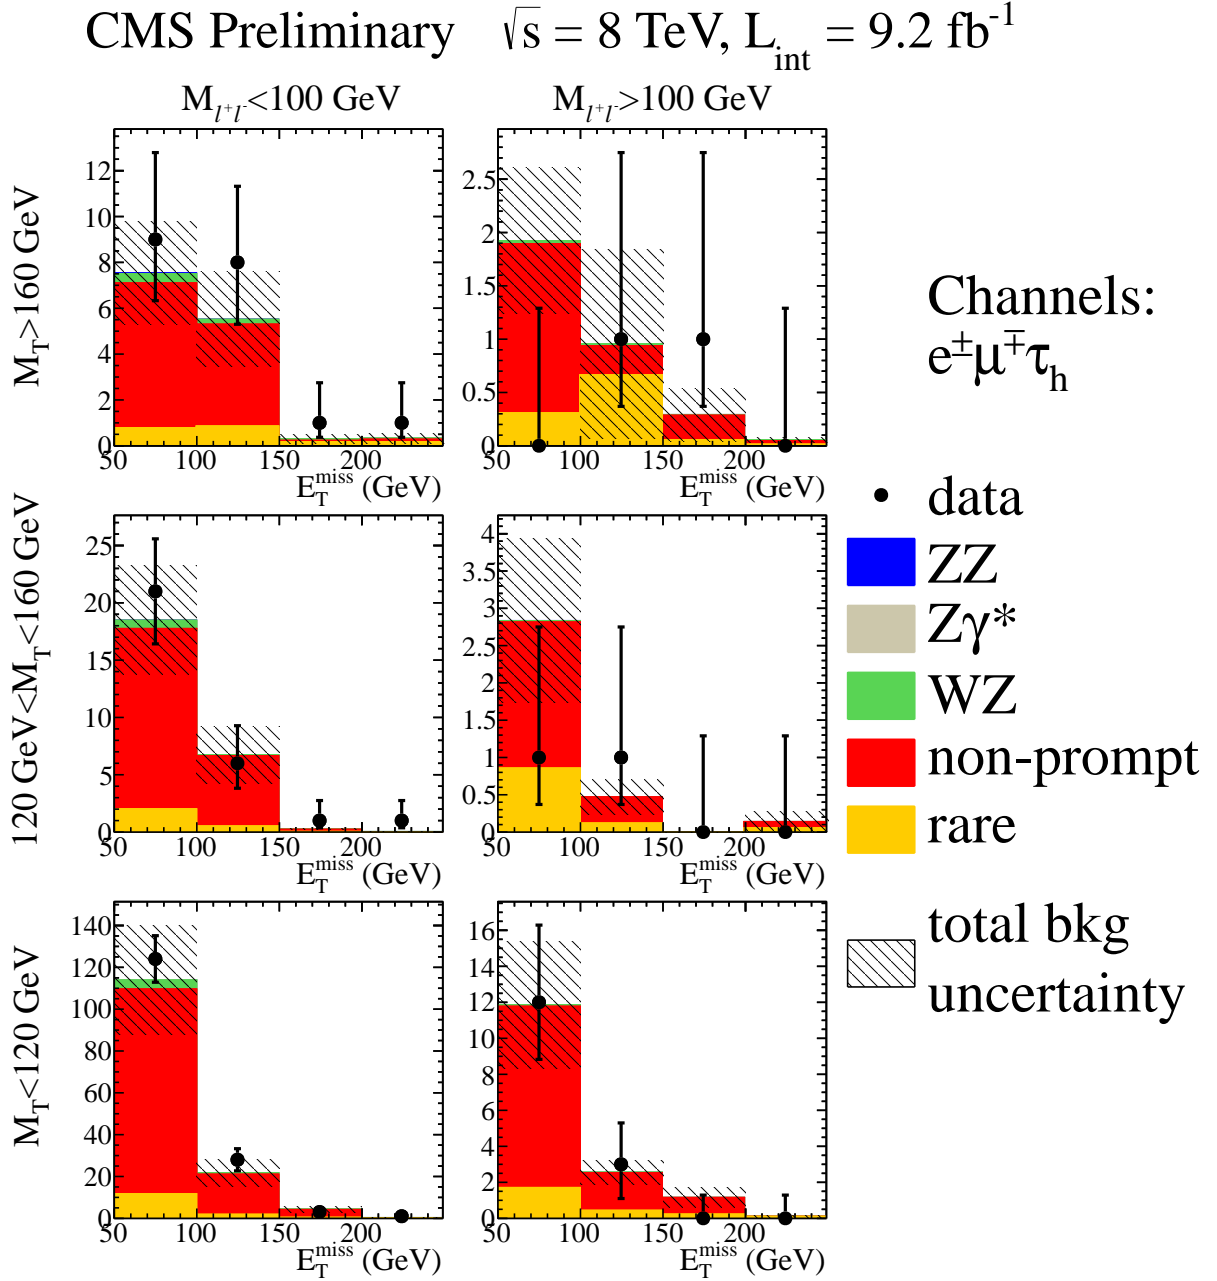 CMS Preliminary √s = 8 TeV, L_int = 9.2 fb⁻¹
M_l⁺l⁻<100 GeV M_l⁺l⁻>100 GeV
M_T>160 GeV
12
10
8
6
4
2
0
50 100 150 200
E_T^miss (GeV)
2.5
2
1.5
1
0.5
0
50 100 150 200
E_T^miss (GeV)
120 GeV<M_T<160 GeV
25
20
15
10
5
0
50 100 150 200
E_T^miss (GeV)
4
3.5
3
2.5
2
1.5
1
0.5
0
50 100 150 200
E_T^miss (GeV)
M_T<120 GeV
140
120
100
80
60
40
20
0
50 100 150 200
E_T^miss (GeV)
16
14
12
10
8
6
4
2
0
50 100 150 200
E_T^miss (GeV)
Channels:
e^±μ^∓τ_h
data
ZZ
Zγ*
WZ
non-prompt
rare
total bkg
uncertainty